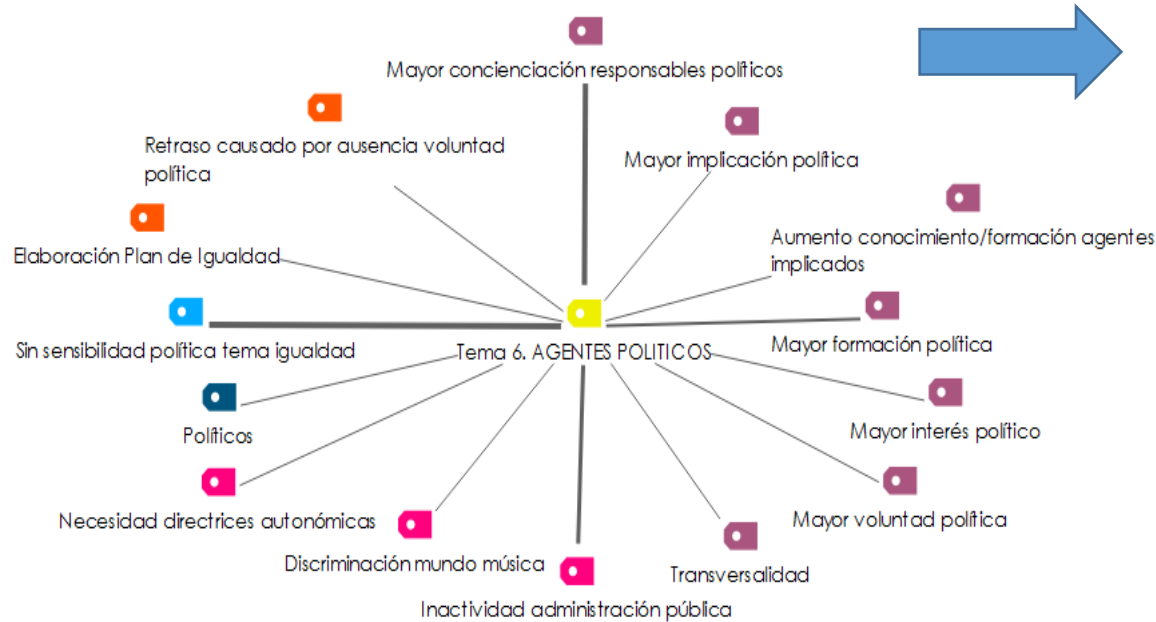 Mayor concienciación responsables políticos
Retraso causado por ausencia voluntad
política
Mayor implicación política
Aumento conocimiento/formación agentes
implicados
Elaboración Plan de Igualdad
Sin sensibilidad política tema igualdad
Tema 6. AGENTES POLITICOS
Mayor formación política
Políticos
Mayor interés político
Necesidad directrices autonómicas
Mayor voluntad política
Discriminación mundo música
Transversalidad
Inactividad administración pública